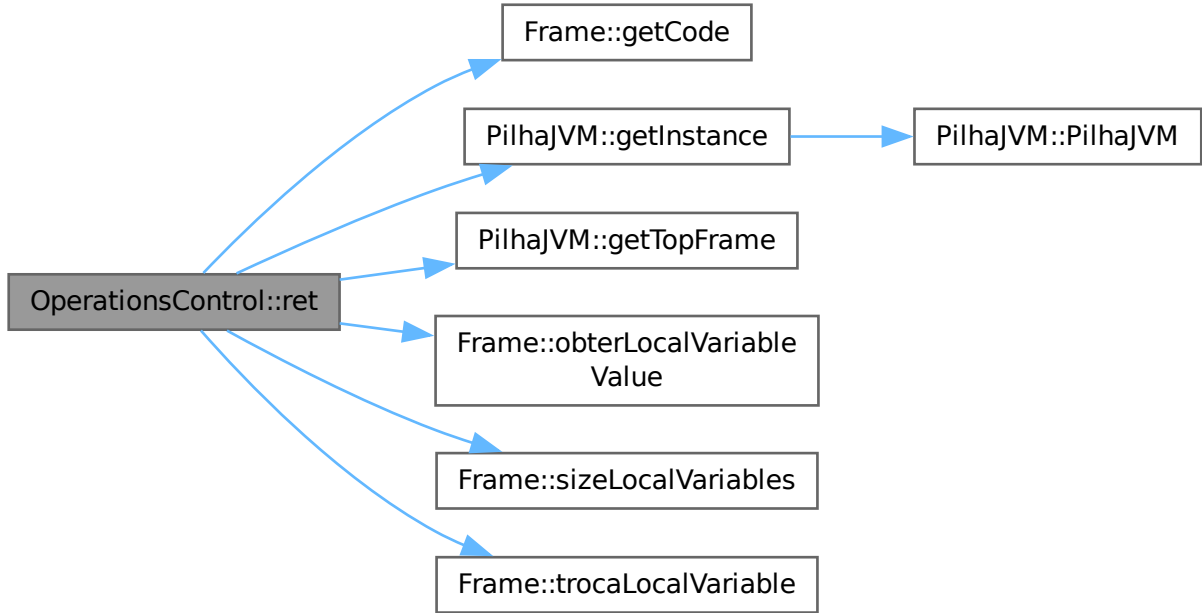 Frame::getCode
PilhaJVM::getInstance
PilhaJVM::PilhaJVM
PilhaJVM::getTopFrame
OperationsControl::ret
Frame::obterLocalVariable
Value
Frame::sizeLocalVariables
Frame::trocaLocalVariable